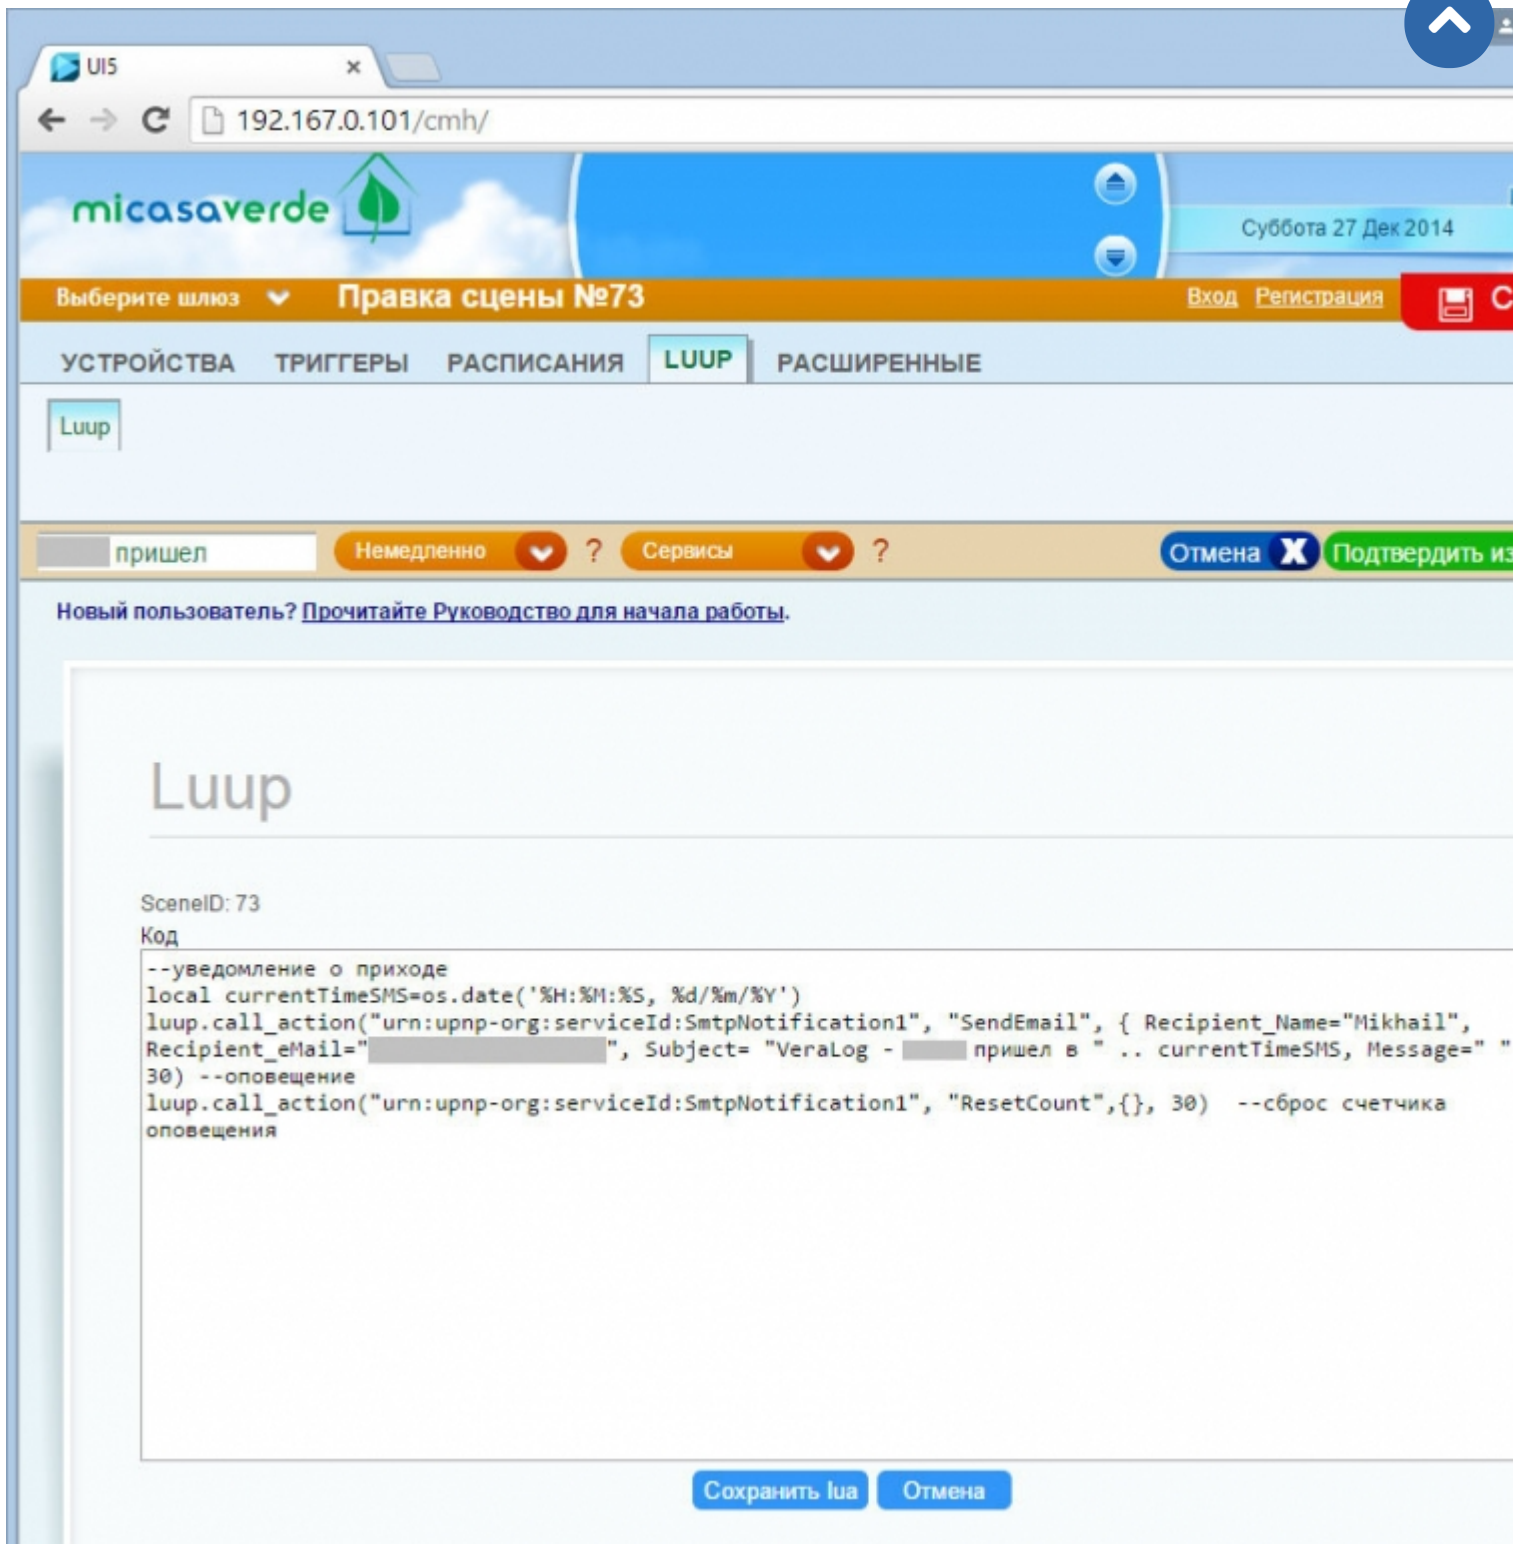 UI5
192.167.0.101/cmh/
micasaverde
Суббота 27 Дек 2014
Выберите шлюз Правка сцены №73 Вход Регистрация С
УСТРОЙСТВА ТРИГГЕРЫ РАСПИСАНИЯ LUUP РАСШИРЕННЫЕ
Luup
пришел Немедленно ? Сервисы ? Отмена X Подтвердить из
Новый пользователь? Прочитайте Руководство для начала работы.
Luup
SceneID: 73
Код
--уведомление о приходе
local currentTimeSMS=os.date('%H:%M:%S, %d/%m/%Y')
luup.call_action("urn:upnp-org:serviceId:SmtpNotification1", "SendEmail", { Recipient_Name="Mikhail",
Recipient_eMail="", Subject= "VeraLog - пришел в " .. currentTimeSMS, Message=" "
30) --оповещение
luup.call_action("urn:upnp-org:serviceId:SmtpNotification1", "ResetCount",{}, 30) --сброс счетчика
оповещения
Сохранить lua Отмена